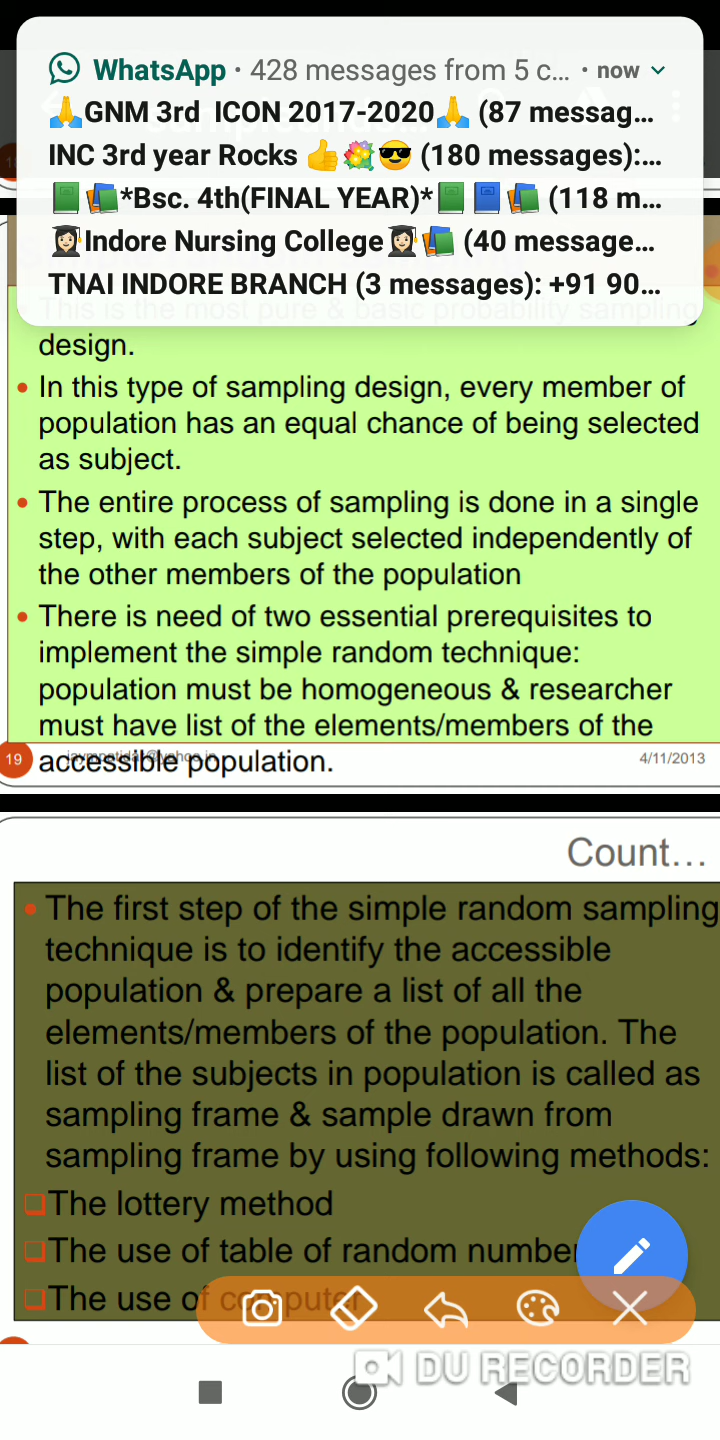 WhatsApp • 428 messages from 5 c... • now
🙏GNM 3rd ICON 2017-2020🙏 (87 messag...
INC 3rd year Rocks 👍💐😎 (180 messages):...
📗📚*Bsc. 4th(FINAL YEAR)*📗📘📚 (118 m...
👩🏻‍🎓Indore Nursing College👩🏻‍🎓📚 (40 message...
TNAI INDORE BRANCH (3 messages): +91 90...
This is the most pure & basic probability sampling
design.
• In this type of sampling design, every member of
population has an equal chance of being selected
as subject.
• The entire process of sampling is done in a single
step, with each subject selected independently of
the other members of the population
• There is need of two essential prerequisites to
implement the simple random technique:
population must be homogeneous & researcher
must have list of the elements/members of the
accessible population.
19
4/11/2013
Count...
• The first step of the simple random sampling
technique is to identify the accessible
population & prepare a list of all the
elements/members of the population. The
list of the subjects in population is called as
sampling frame & sample drawn from
sampling frame by using following methods:
❑The lottery method
❑The use of table of random number
❑The use of computer
DU RECORDER